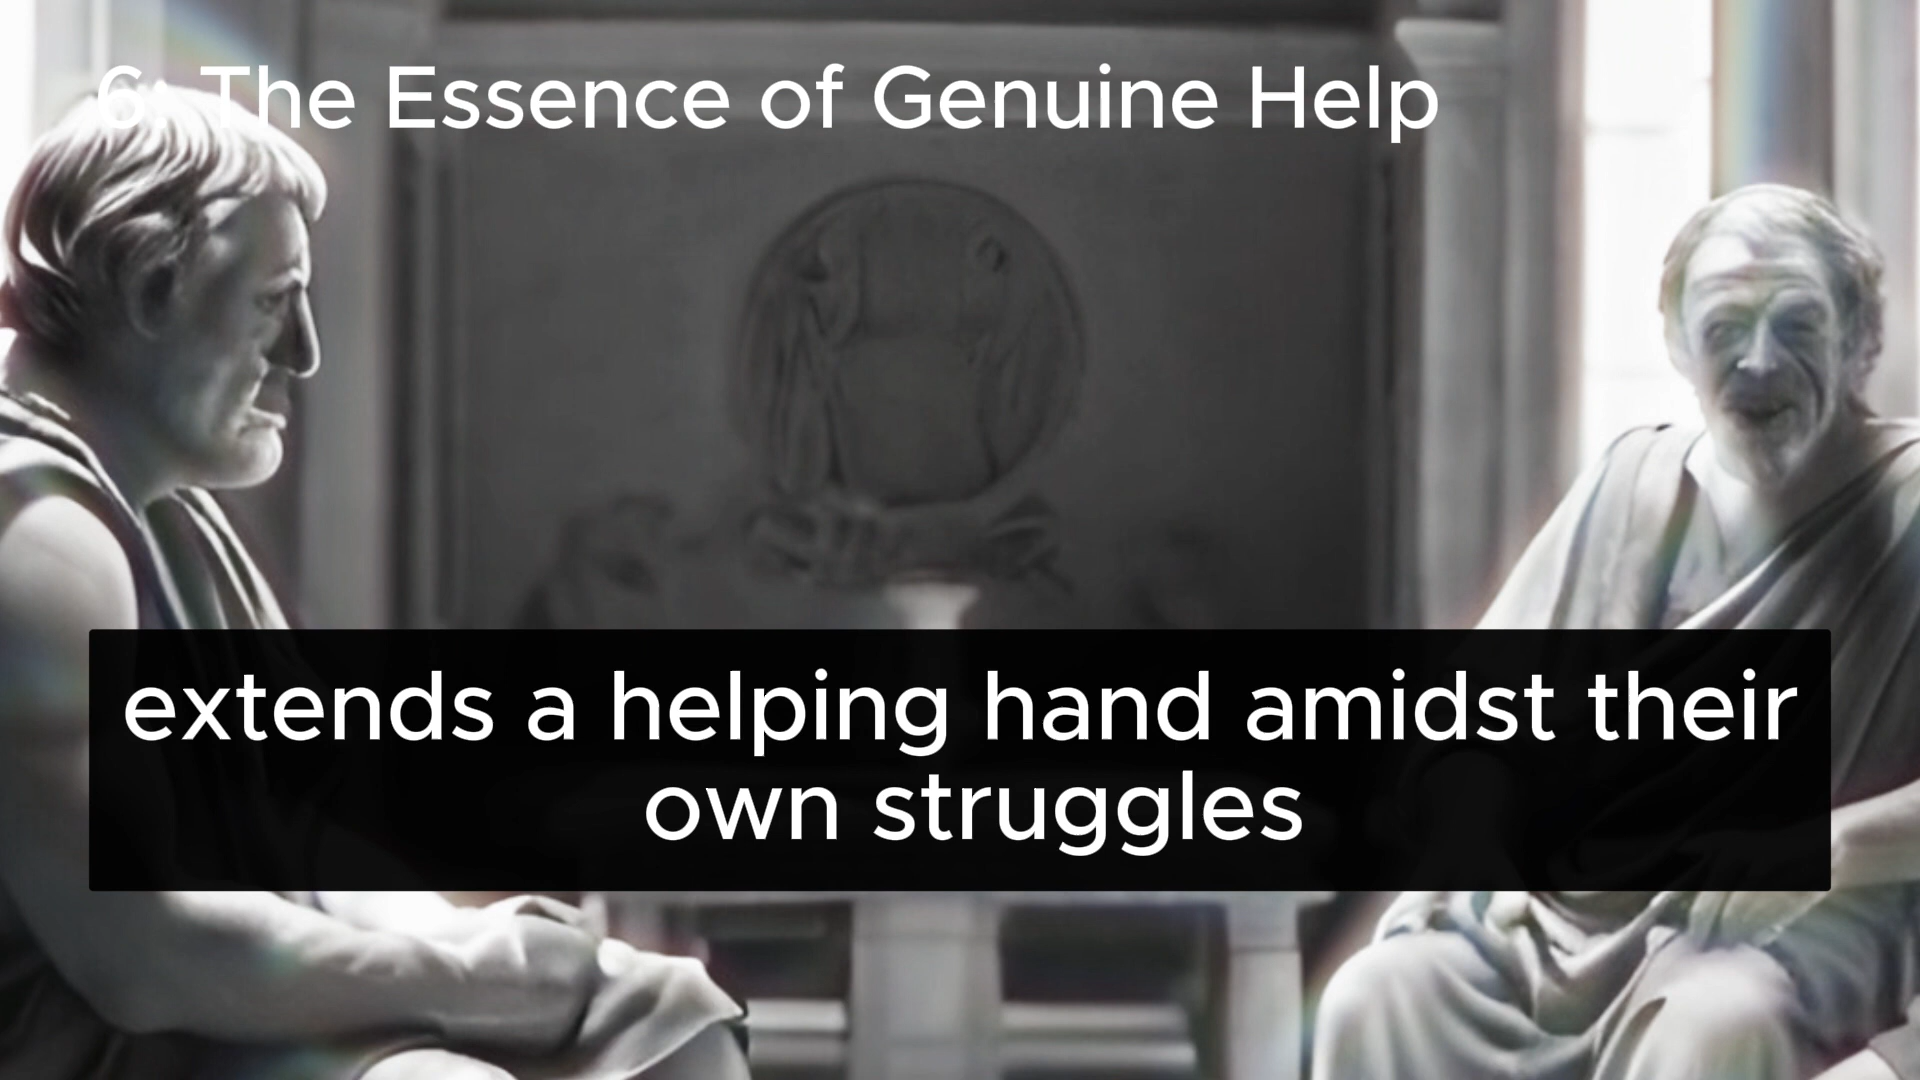 6: The Essence of Genuine Help
extends a helping hand amidst their
own struggles